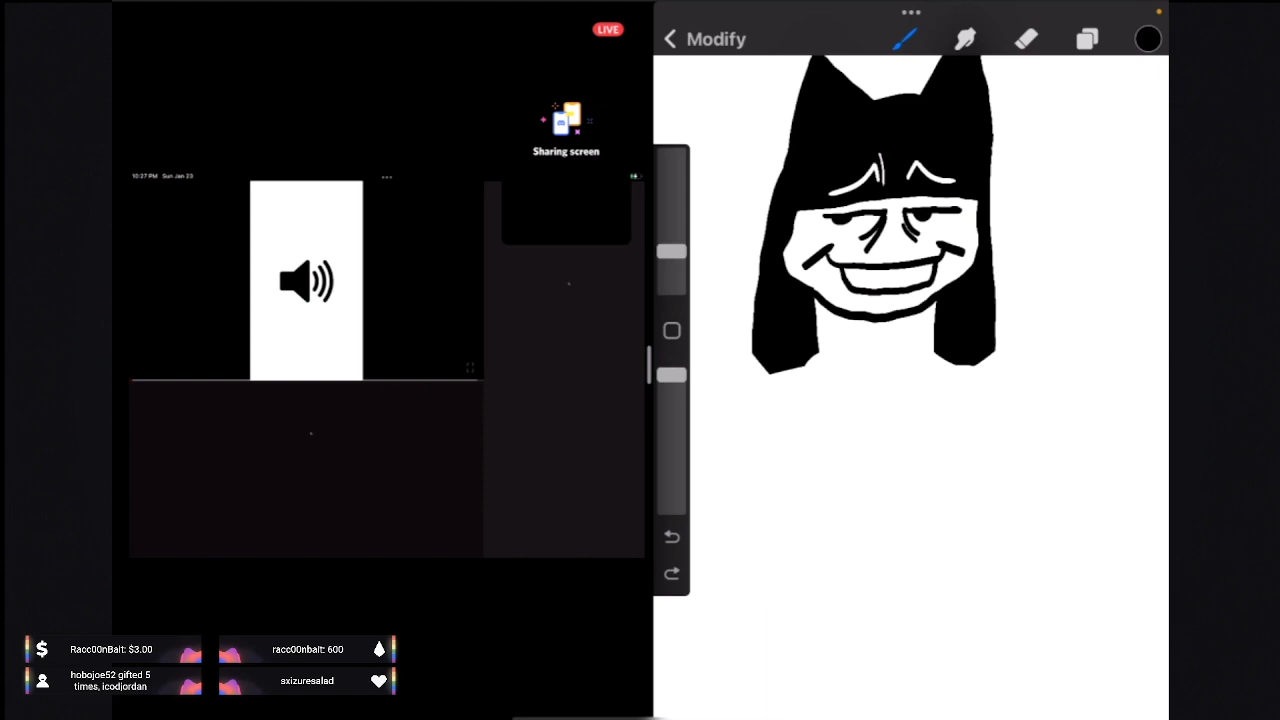 LIVE
Modify
Sharing screen
10:27 PM Sun Jan 23
Racc00nBait: $3.00
racc00nbait: 600
hobojoe52 gifted 5
times, icodjordan
sxizuresalad